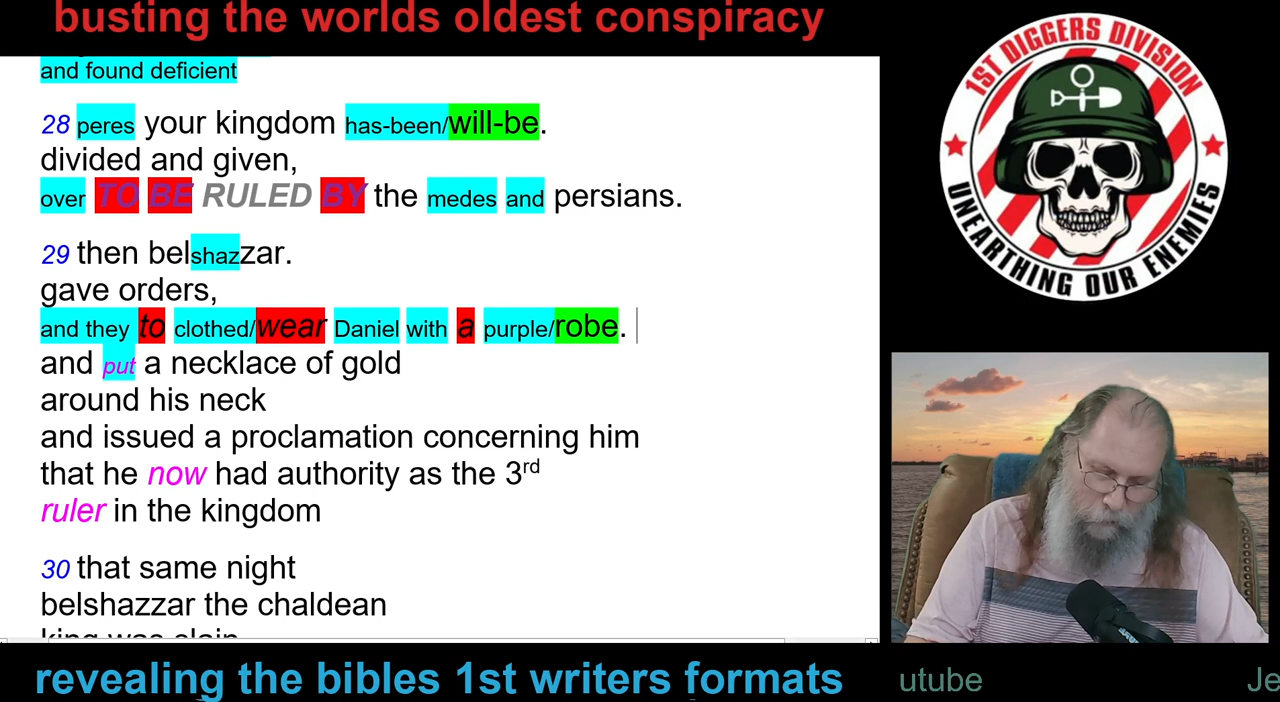 busting the worlds oldest conspiracy
and found deficient
28 peres your kingdom has-been/will-be.
divided and given,
over TO BE RULED BY the medes and persians.
29 then belshazzar.
gave orders,
and they to clothed/wear Daniel with a purple/robe.
and put a necklace of gold
around his neck
and issued a proclamation concerning him
that he now had authority as the 3rd
ruler in the kingdom
30 that same night
belshazzar the chaldean
king was slain
1ST DIGGERS DIVISION
UNEARTHING OUR ENEMIES
revealing the bibles 1st writers formats
utube
Je